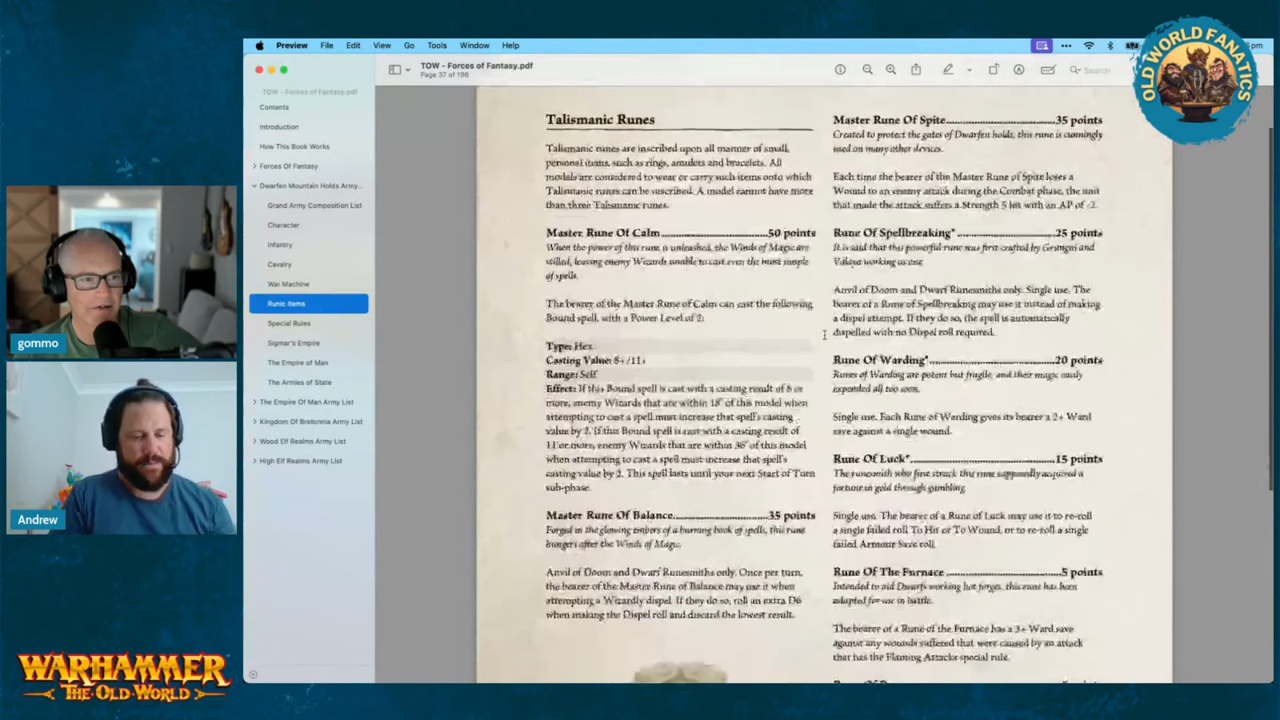 Preview File Edit View Go Tools Window Help
TOW - Forces of Fantasy.pdf
Page 37 of 196
Search
OLD WORLD FANATICS
TOW - Forces of Fantasy.pdf
Contents
Introduction
How This Book Works
Forces Of Fantasy
Dwarfen Mountain Holds Army...
Grand Army Composition List
Character
Infantry
Cavalry
War Machine
Runic Items
Special Rules
Sigmar's Empire
The Empire of Man
The Armies of State
The Empire Of Man Army List
Kingdom Of Bretonnia Army List
Wood Elf Realms Army List
High Elf Realms Army List
gommo
Andrew
WARHAMMER
THE OLD WORLD
Talismanic Runes
Talismanic runes are inscribed upon all manner of small,
personal items, such as rings, amulets and bracelets. All
models are considered to wear or carry such items onto which
Talismanic runes can be inscribed. A model cannot have more
than three Talismanic runes.
Master Rune Of Calm.....................50 points
When the power of this rune is unleashed, the Winds of Magic are
stilled, leaving enemy Wizards unable to cast even the most simple
of spells.
The bearer of the Master Rune of Calm can cast the following
Bound spell, with a Power Level of 2:
Type: Hex
Casting Value: 8+/11+
Range: Self
Effect: If this Bound spell is cast with a casting result of 8 or
more, enemy Wizards that are within 18" of this model when
attempting to cast a spell must increase that spell's casting
value by 2. If this Bound spell is cast with a casting result of
11 or more, enemy Wizards that are within 36" of this model
when attempting to cast a spell must increase that spell's
casting value by 2. This spell lasts until your next Start of Turn
sub-phase.
Master Rune Of Balance..................35 points
Forged in the glowing embers of a burning book of spells, this rune
hungers after the Winds of Magic.
Anvil of Doom and Dwarf Runesmiths only. Once per turn,
the bearer of the Master Rune of Balance may use it when
attempting a Wizardly dispel. If they do so, roll an extra D6
when making the Dispel roll and discard the lowest result.
Master Rune Of Spite.....................35 points
Created to protect the gates of Dwarfen holds, this rune is cunningly
used on many other devices.
Each time the bearer of the Master Rune of Spite loses a
Wound to an enemy attack during the Combat phase, the unit
that made the attack suffers a Strength 5 hit with an AP of -2.
Rune Of Spellbreaking*..................25 points
It is said that this powerful rune was first crafted by Grungni and
Valaya working as one.
Anvil of Doom and Dwarf Runesmiths only. Single use. The
bearer of a Rune of Spellbreaking may use it instead of making
a dispel attempt. If they do so, the spell is automatically
dispelled with no Dispel roll required.
Rune Of Warding*.........................20 points
Runes of Warding are potent but fragile, and their magic easily
expended all too soon.
Single use. Each Rune of Warding gives its bearer a 2+ Ward
save against a single wound.
Rune Of Luck*.............................15 points
The runesmith who first struck this rune supposedly acquired a
fortune in gold through gambling.
Single use. The bearer of a Rune of Luck may use it to re-roll
a single failed roll To Hit or To Wound, or to re-roll a single
failed Armour Save roll.
Rune Of The Furnace.....................5 points
Intended to aid Dwarfs working hot forges, this rune has been
adapted for use in battle.
The bearer of a Rune of the Furnace has a 3+ Ward save
against any wounds suffered that were caused by an attack
that has the Flaming Attacks special rule.